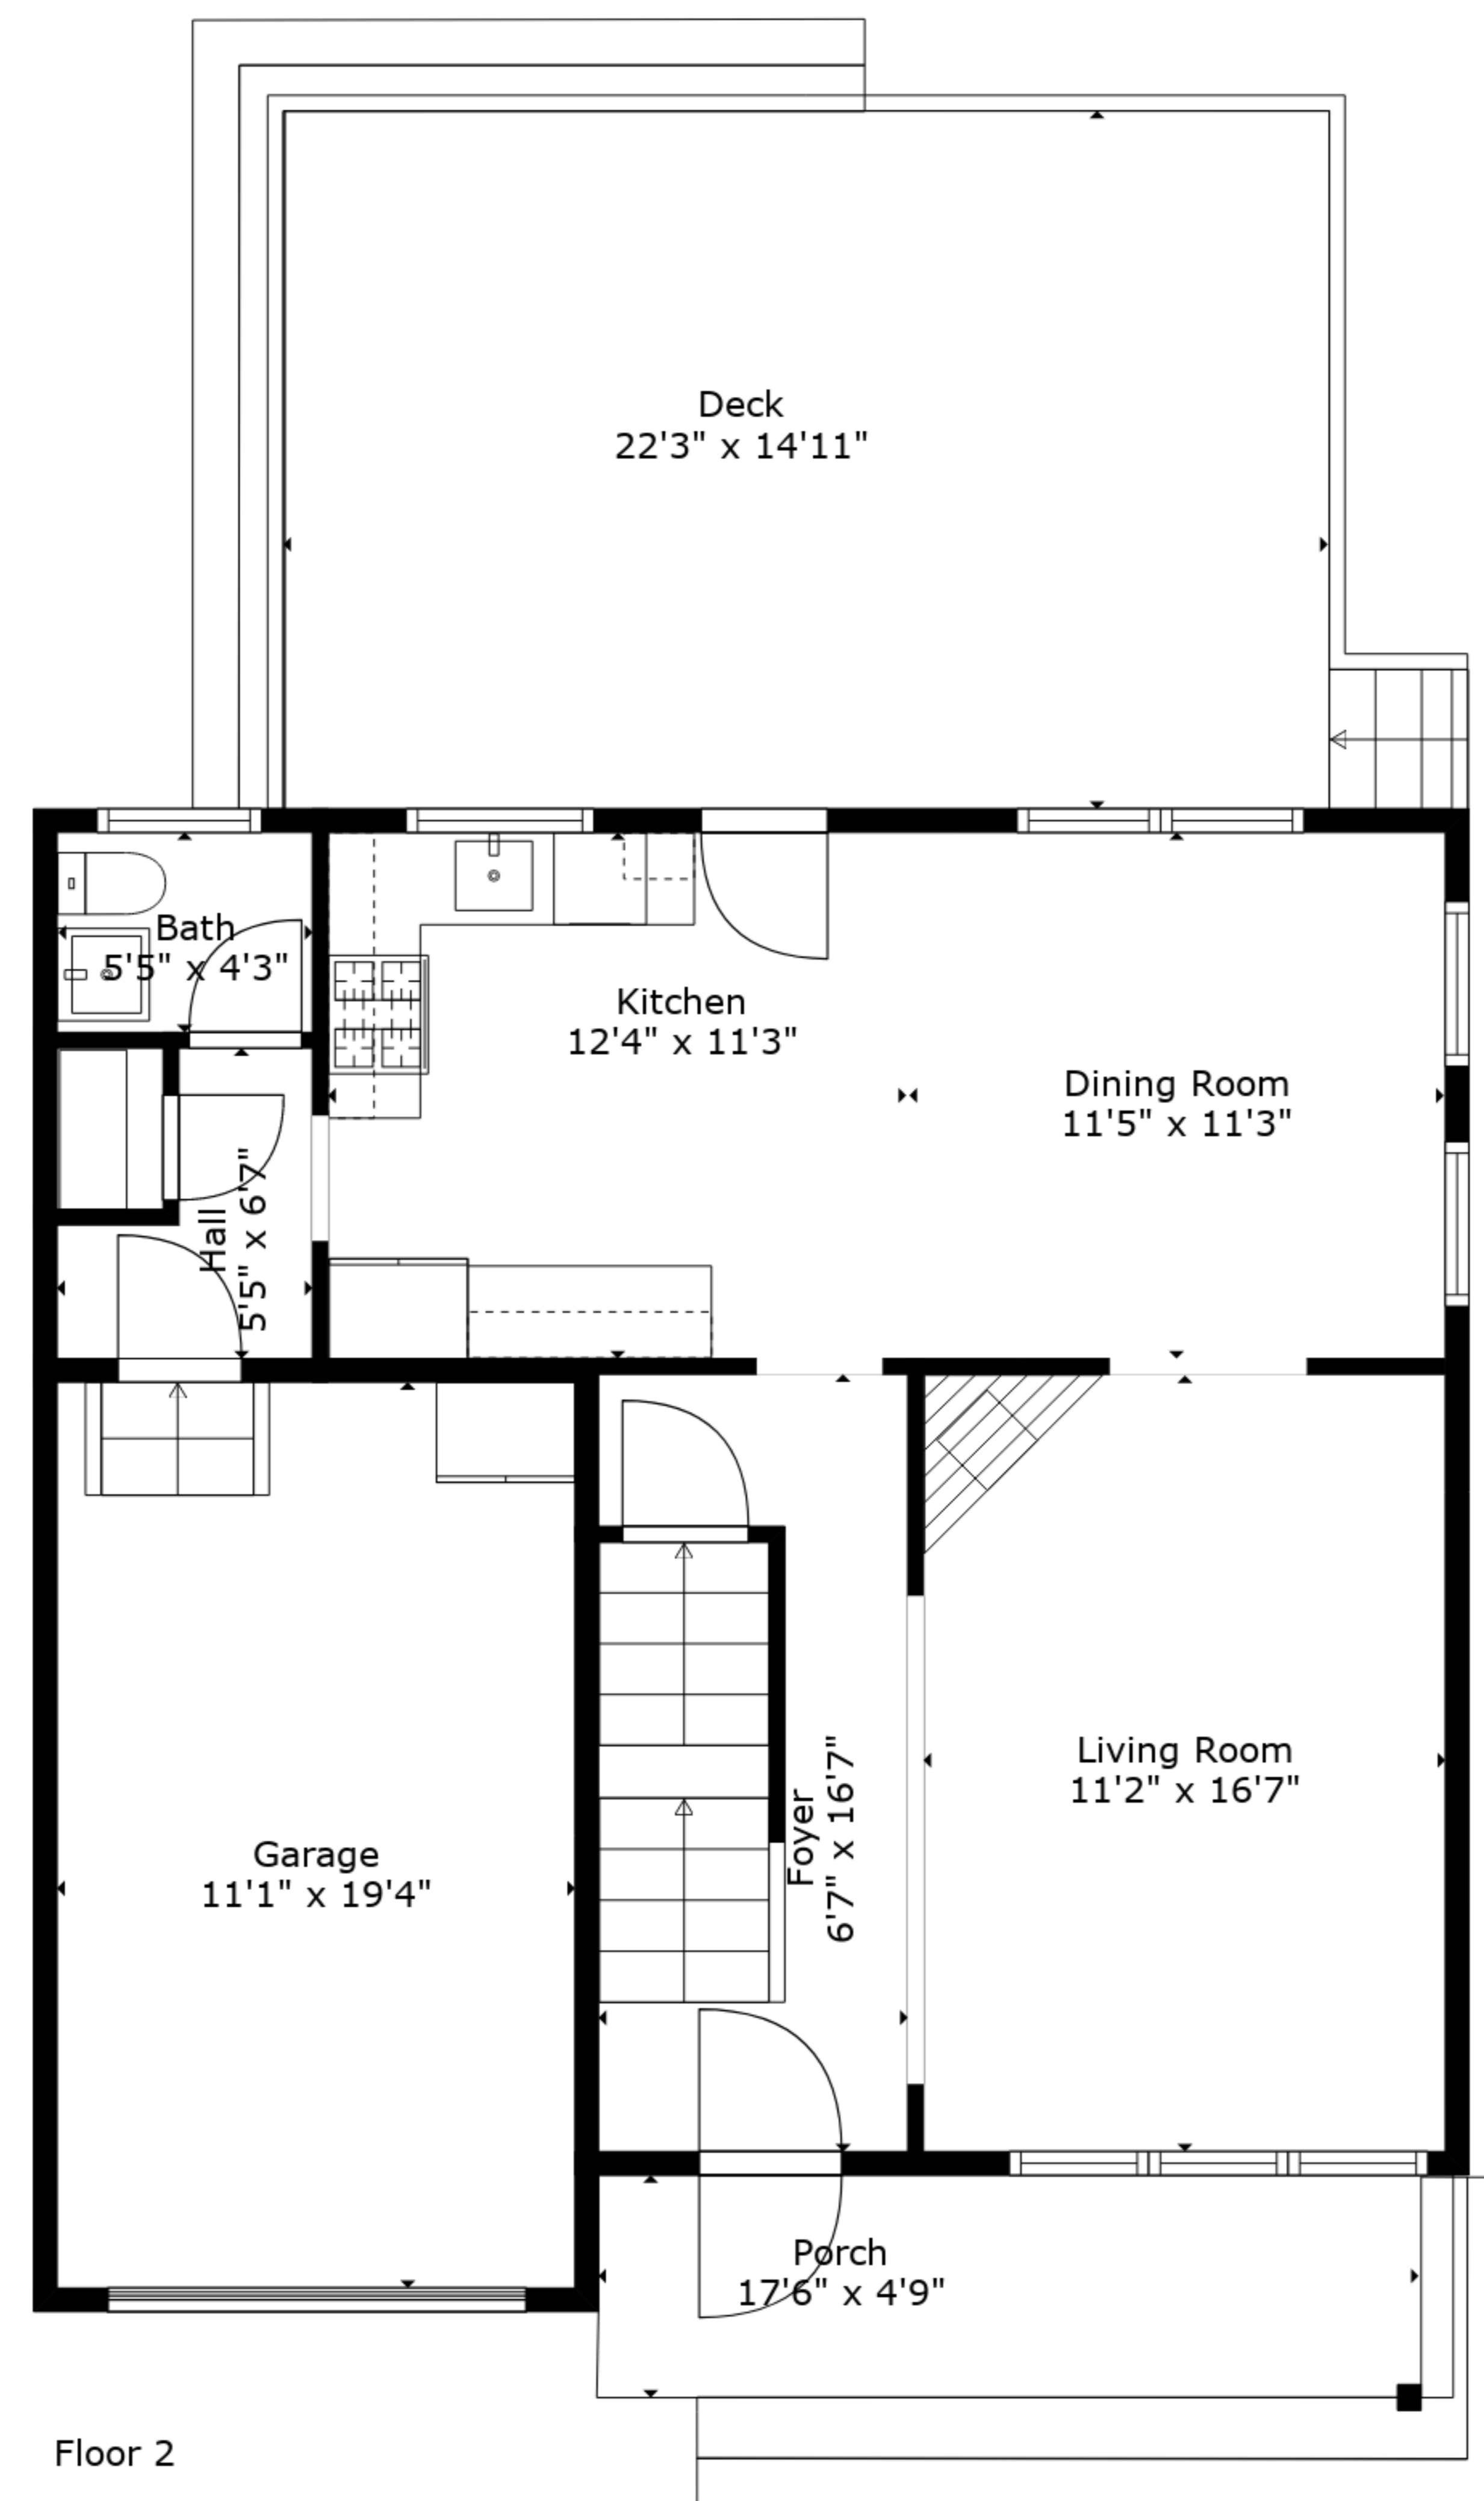 Deck
22'3" x 14'11"
Bath
5'5" x 4'3"
Kitchen
12'4" x 11'3"
Dining Room
11'5" x 11'3"
Hall
5'5" x 6'7"
Living Room
11'2" x 16'7"
Foyer
6'7" x 16'7"
Garage
11'1" x 19'4"
Porch
17'6" x 4'9"
Floor 2